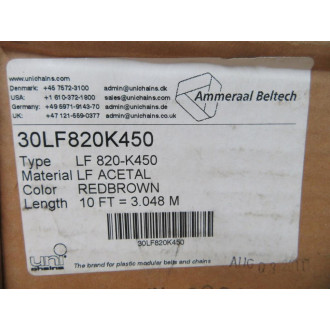 www.unichains.com
Denmark: +45 7572-3100 admin@unichains.dk
USA: +1 610-372-1800 sales@unichains.com
Germany: +49 6971-9143-70 admin@unichains.de
UK: +47 121-559-0377 admin@unichains.co.uk
Ammeraal Beltech
30LF820K450
Type LF 820-K450
Material LF ACETAL
Color REDBROWN
Length 10 FT = 3.048 M
30LF820K450
uni
chains
The brand for plastic modular belts and chains
AUG